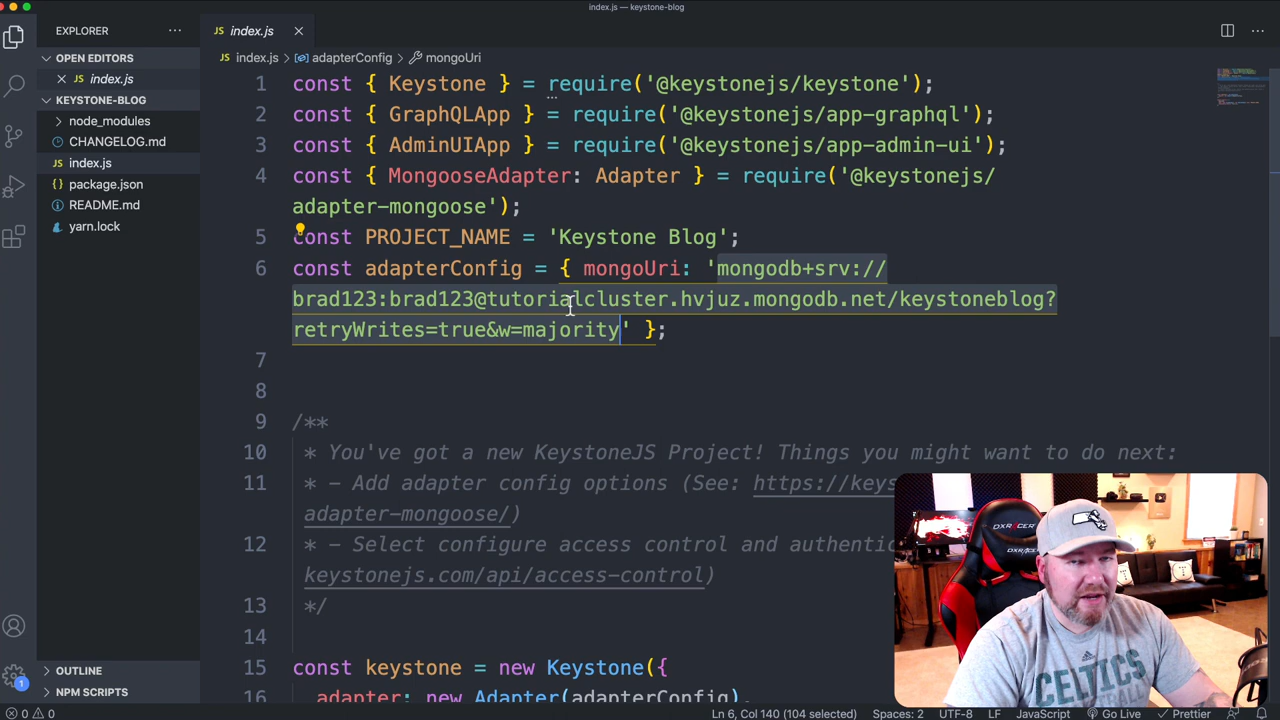 index.js — keystone-blog
EXPLORER
index.js
OPEN EDITORS
index.js
KEYSTONE-BLOG
node_modules
CHANGELOG.md
index.js
package.json
README.md
yarn.lock
OUTLINE
NPM SCRIPTS
JS index.js > adapterConfig > mongoUri
1 const { Keystone } = require('@keystonejs/keystone');
2 const { GraphQLApp } = require('@keystonejs/app-graphql');
3 const { AdminUIApp } = require('@keystonejs/app-admin-ui');
4 const { MongooseAdapter: Adapter } = require('@keystonejs/
adapter-mongoose');
5 const PROJECT_NAME = 'Keystone Blog';
6 const adapterConfig = { mongoUri: 'mongodb+srv://
brad123:brad123@tutorialcluster.hvjuz.mongodb.net/keystoneblog?
retryWrites=true&w=majority' };
7
8
9 /**
10 * You've got a new KeystoneJS Project! Things you might want to do next:
11 * - Add adapter config options (See: https://keys
adapter-mongoose/)
12 * - Select configure access control and authentic
keystonejs.com/api/access-control)
13 */
14
15 const keystone = new Keystone({
16 adapter: new Adapter(adapterConfig),
DXRACER
DXRACER
CELTICS
1
0 0
Ln 6, Col 140 (104 selected)
Spaces: 2
UTF-8
LF
JavaScript
Go Live
Prettier